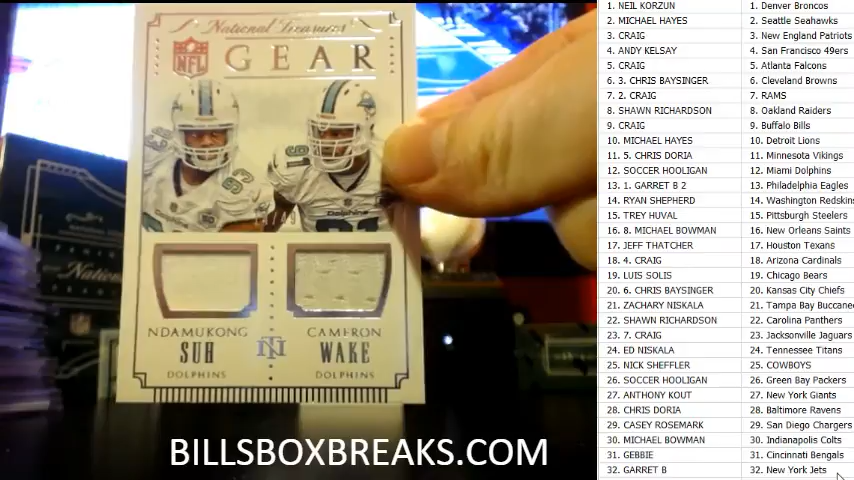 National Treasures
NFL
GEAR
93
91
Dolphins
NDAMUKONG
SUH
DOLPHINS
NT
CAMERON
WAKE
DOLPHINS
BILLSBOXBREAKS.COM
1. NEIL KORZUN 1. Denver Broncos
2. MICHAEL HAYES 2. Seattle Seahawks
3. CRAIG 3. New England Patriots
4. ANDY KELSAY 4. San Francisco 49ers
5. CRAIG 5. Atlanta Falcons
6. 3. CHRIS BAYSINGER 6. Cleveland Browns
7. 2. CRAIG 7. RAMS
8. SHAWN RICHARDSON 8. Oakland Raiders
9. CRAIG 9. Buffalo Bills
10. MICHAEL HAYES 10. Detroit Lions
11. 5. CHRIS DORIA 11. Minnesota Vikings
12. SOCCER HOOLIGAN 12. Miami Dolphins
13. 1. GARRET B 2 13. Philadelphia Eagles
14. RYAN SHEPHERD 14. Washington Redskins
15. TREY HUVAL 15. Pittsburgh Steelers
16. 8. MICHAEL BOWMAN 16. New Orleans Saints
17. JEFF THATCHER 17. Houston Texans
18. 4. CRAIG 18. Arizona Cardinals
19. LUIS SOLIS 19. Chicago Bears
20. 6. CHRIS BAYSINGER 20. Kansas City Chiefs
21. ZACHARY NISKALA 21. Tampa Bay Buccanee
22. SHAWN RICHARDSON 22. Carolina Panthers
23. 7. CRAIG 23. Jacksonville Jaguars
24. ED NISKALA 24. Tennessee Titans
25. NICK SHEFFLER 25. COWBOYS
26. SOCCER HOOLIGAN 26. Green Bay Packers
27. ANTHONY KOUT 27. New York Giants
28. CHRIS DORIA 28. Baltimore Ravens
29. CASEY ROSEMARK 29. San Diego Chargers
30. MICHAEL BOWMAN 30. Indianapolis Colts
31. GEBBIE 31. Cincinnati Bengals
32. GARRET B 32. New York Jets